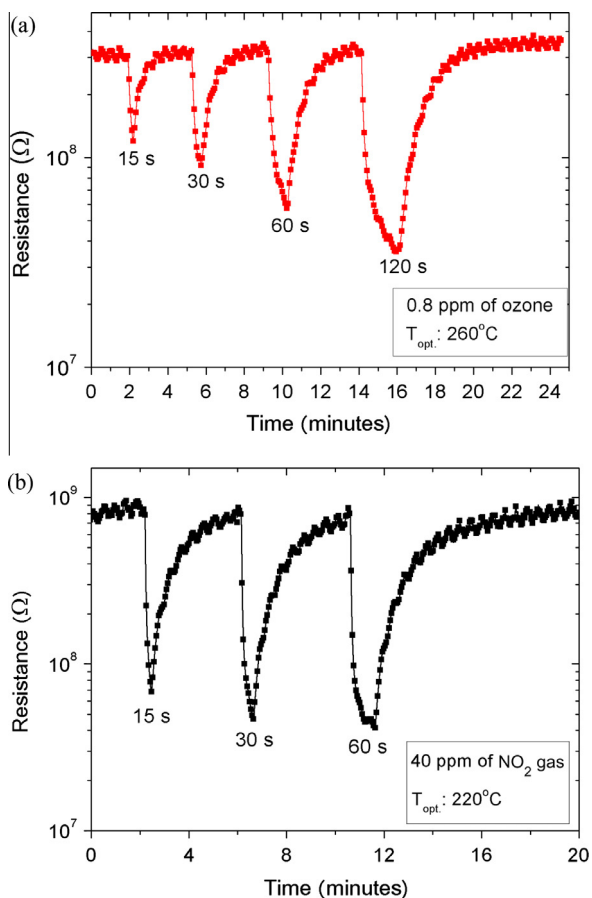 (a)
Resistance (Ω)
10⁸
10⁷
15 s
30 s
60 s
120 s
0.8 ppm of ozone
T opt.: 260°C
0 2 4 6 8 10 12 14 16 18 20 22 24
Time (minutes)
(b)
Resistance (Ω)
10⁹
10⁸
10⁷
15 s
30 s
60 s
40 ppm of NO₂ gas
T opt.: 220°C
0 4 8 12 16 20
Time (minutes)